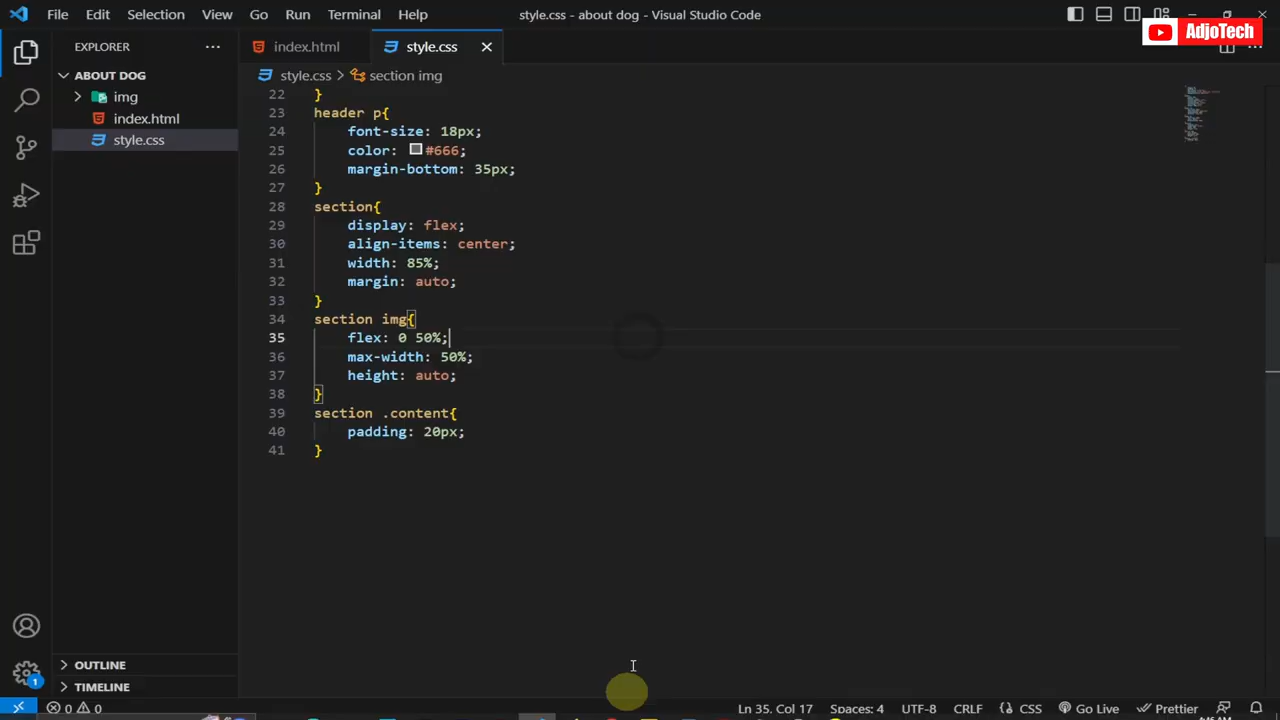 File Edit Selection View Go Run Terminal Help style.css - about dog - Visual Studio Code
AdjoTech
EXPLORER
index.html style.css
ABOUT DOG
style.css > section img
img
index.html
style.css
22 }
23 header p{
24 font-size: 18px;
25 color: #666;
26 margin-bottom: 35px;
27 }
28 section{
29 display: flex;
30 align-items: center;
31 width: 85%;
32 margin: auto;
33 }
34 section img{
35 flex: 0 50%;
36 max-width: 50%;
37 height: auto;
38 }
39 section .content{
40 padding: 20px;
41 }
OUTLINE
1
TIMELINE
0 0 Ln 35, Col 17 Spaces: 4 UTF-8 CRLF CSS Go Live Prettier